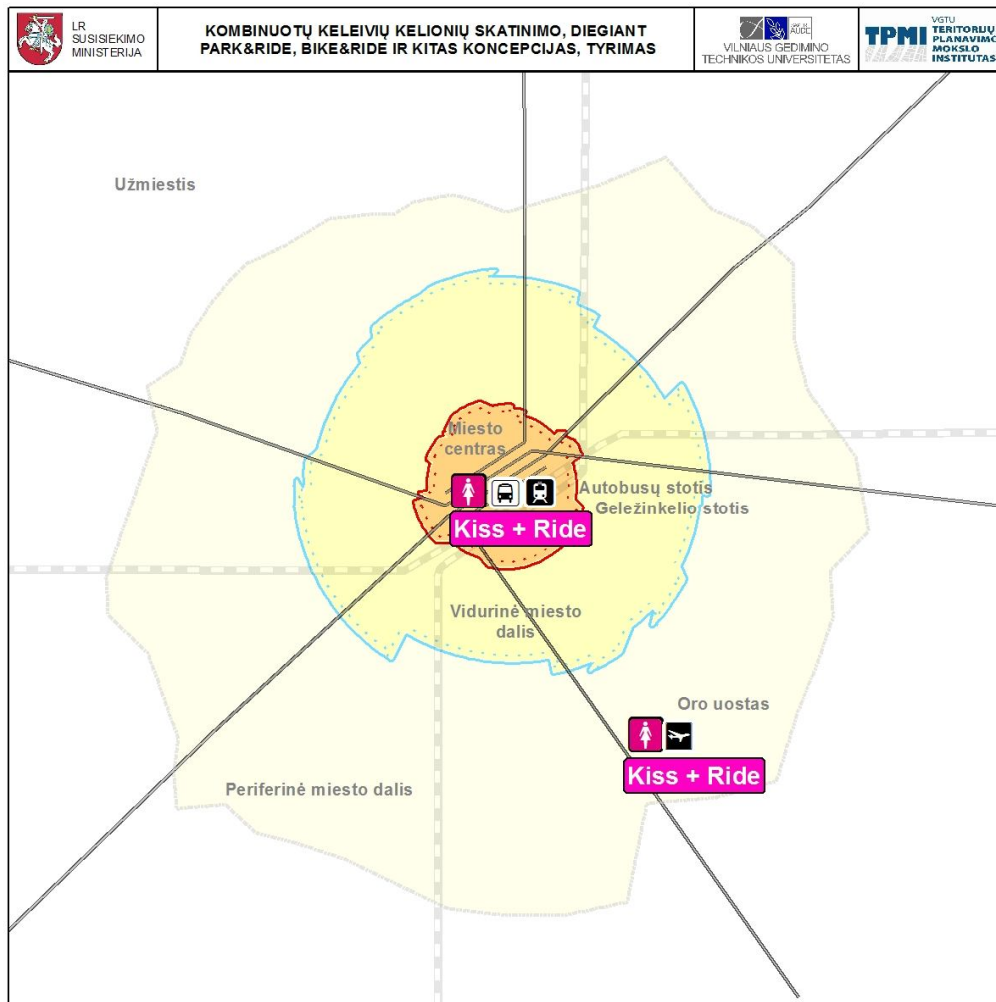 LR
SUSISIEKIMO
MINISTERIJA
KOMBINUOTŲ KELEIVIŲ KELIONIŲ SKATINIMO, DIEGIANT
PARK&RIDE, BIKE&RIDE IR KITAS KONCEPCIJAS, TYRIMAS
VILNIAUS GEDIMINO
TECHNIKOS UNIVERSITETAS
TPMI
VGTU
TERITORIJŲ
PLANAVIMO
MOKSLO
INSTITUTAS
Užmiestis
Miesto
centras
Autobusų stotis
Geležinkelio stotis
Kiss + Ride
Vidurinė miesto
dalis
Oro uostas
Kiss + Ride
Periferinė miesto dalis